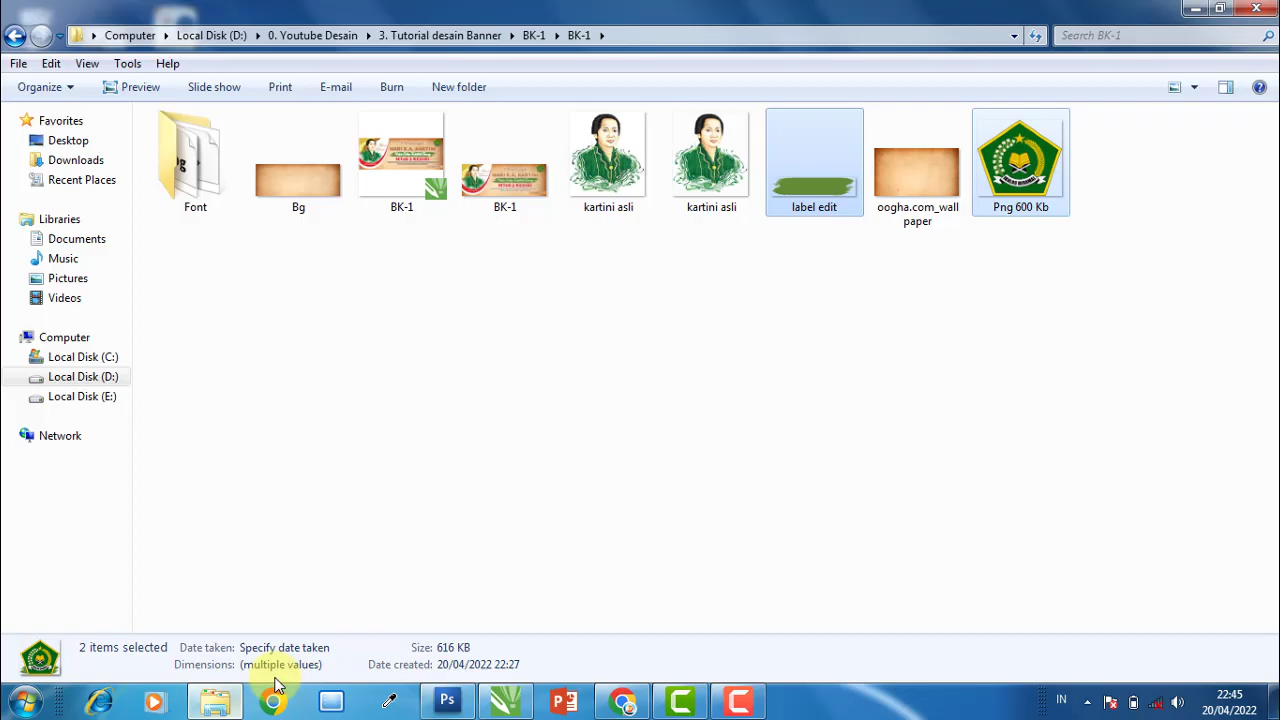 Computer Local Disk (D:) 0. Youtube Desain 3. Tutorial desain Banner BK-1 BK-1
Search BK-1
File Edit View Tools Help
Organize Preview Slide show Print E-mail Burn New folder
Favorites
Desktop
Downloads
Recent Places
Libraries
Documents
Music
Pictures
Videos
Computer
Local Disk (C:)
Local Disk (D:)
Local Disk (E:)
Network
Font
Bg
BK-1
BK-1
kartini asli
kartini asli
label edit
oogha.com_wall
paper
Png 600 Kb
2 items selected Date taken: Specify date taken Size: 616 KB
Dimensions: (multiple values) Date created: 20/04/2022 22:27
Ps
IN
22:45
20/04/2022